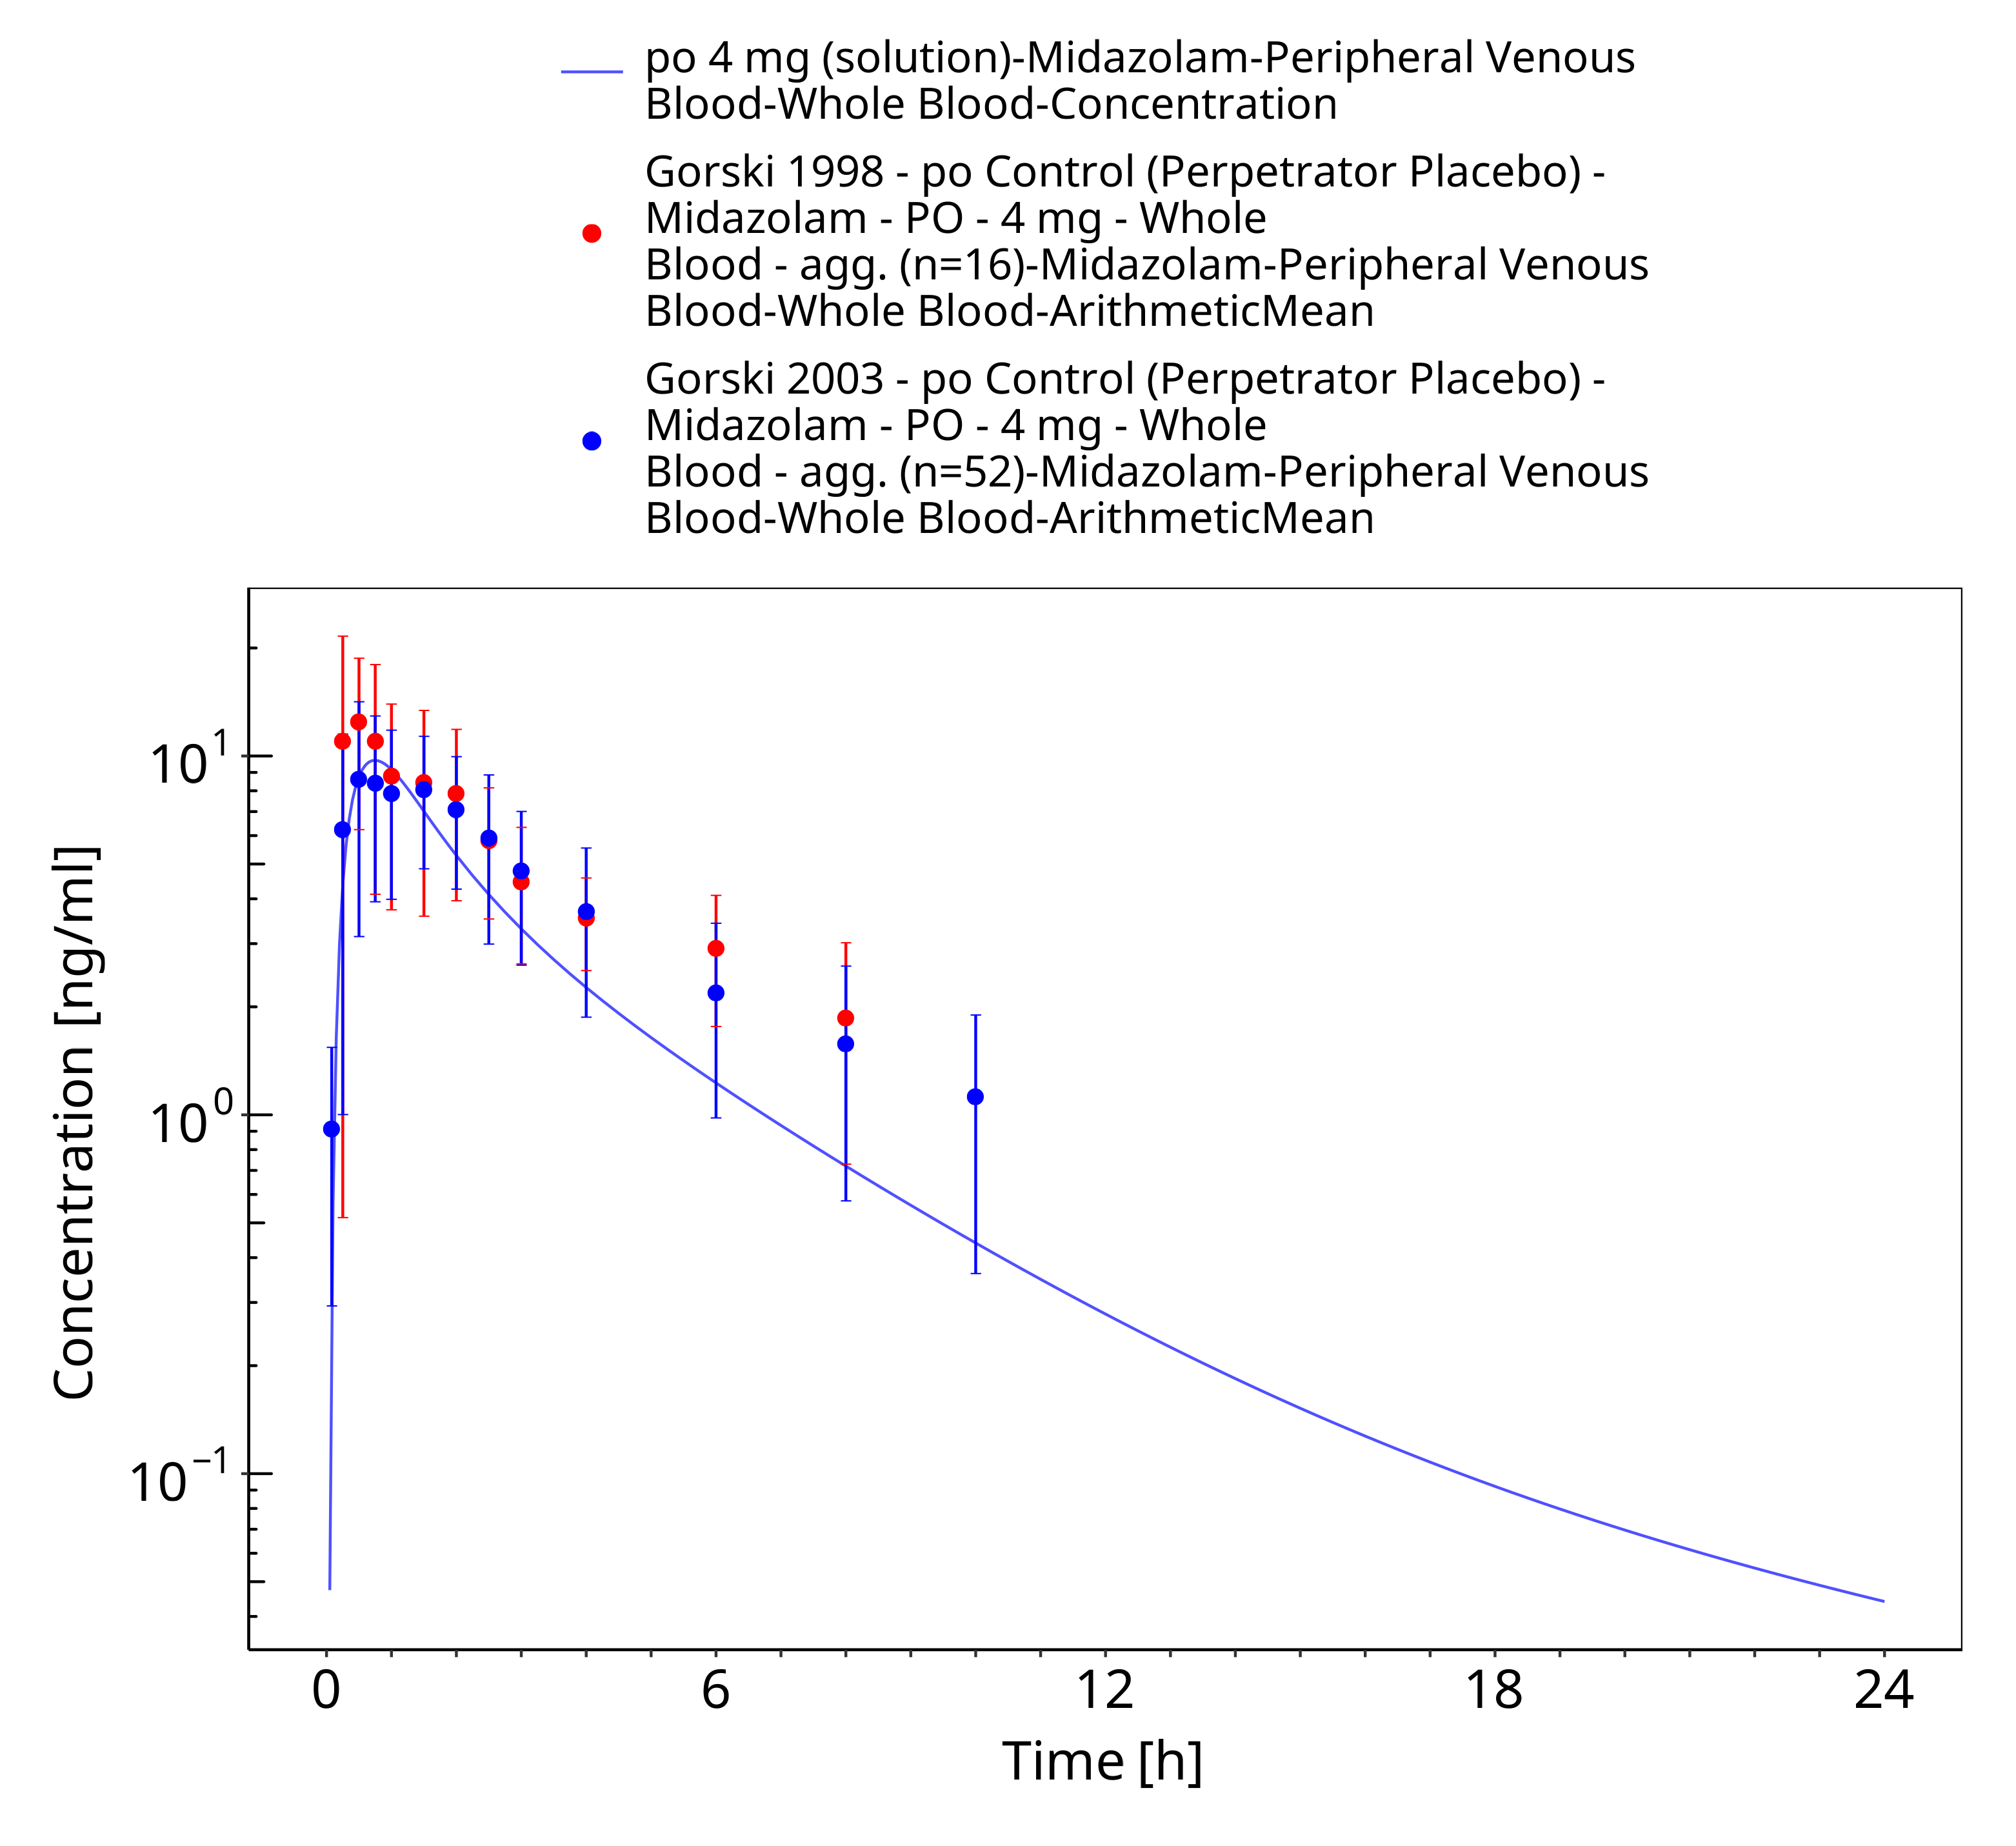 po 4 mg (solution)-Midazolam-Peripheral Venous
Blood-Whole Blood-Concentration
Gorski 1998 - po Control (Perpetrator Placebo) -
Midazolam - PO - 4 mg - Whole
Blood - agg. (n=16)-Midazolam-Peripheral Venous
Blood-Whole Blood-ArithmeticMean
Gorski 2003 - po Control (Perpetrator Placebo) -
Midazolam - PO - 4 mg - Whole
Blood - agg. (n=52)-Midazolam-Peripheral Venous
Blood-Whole Blood-ArithmeticMean
Concentration [ng/ml]
10¹
10⁰
10⁻¹
0 6 12 18 24
Time [h]